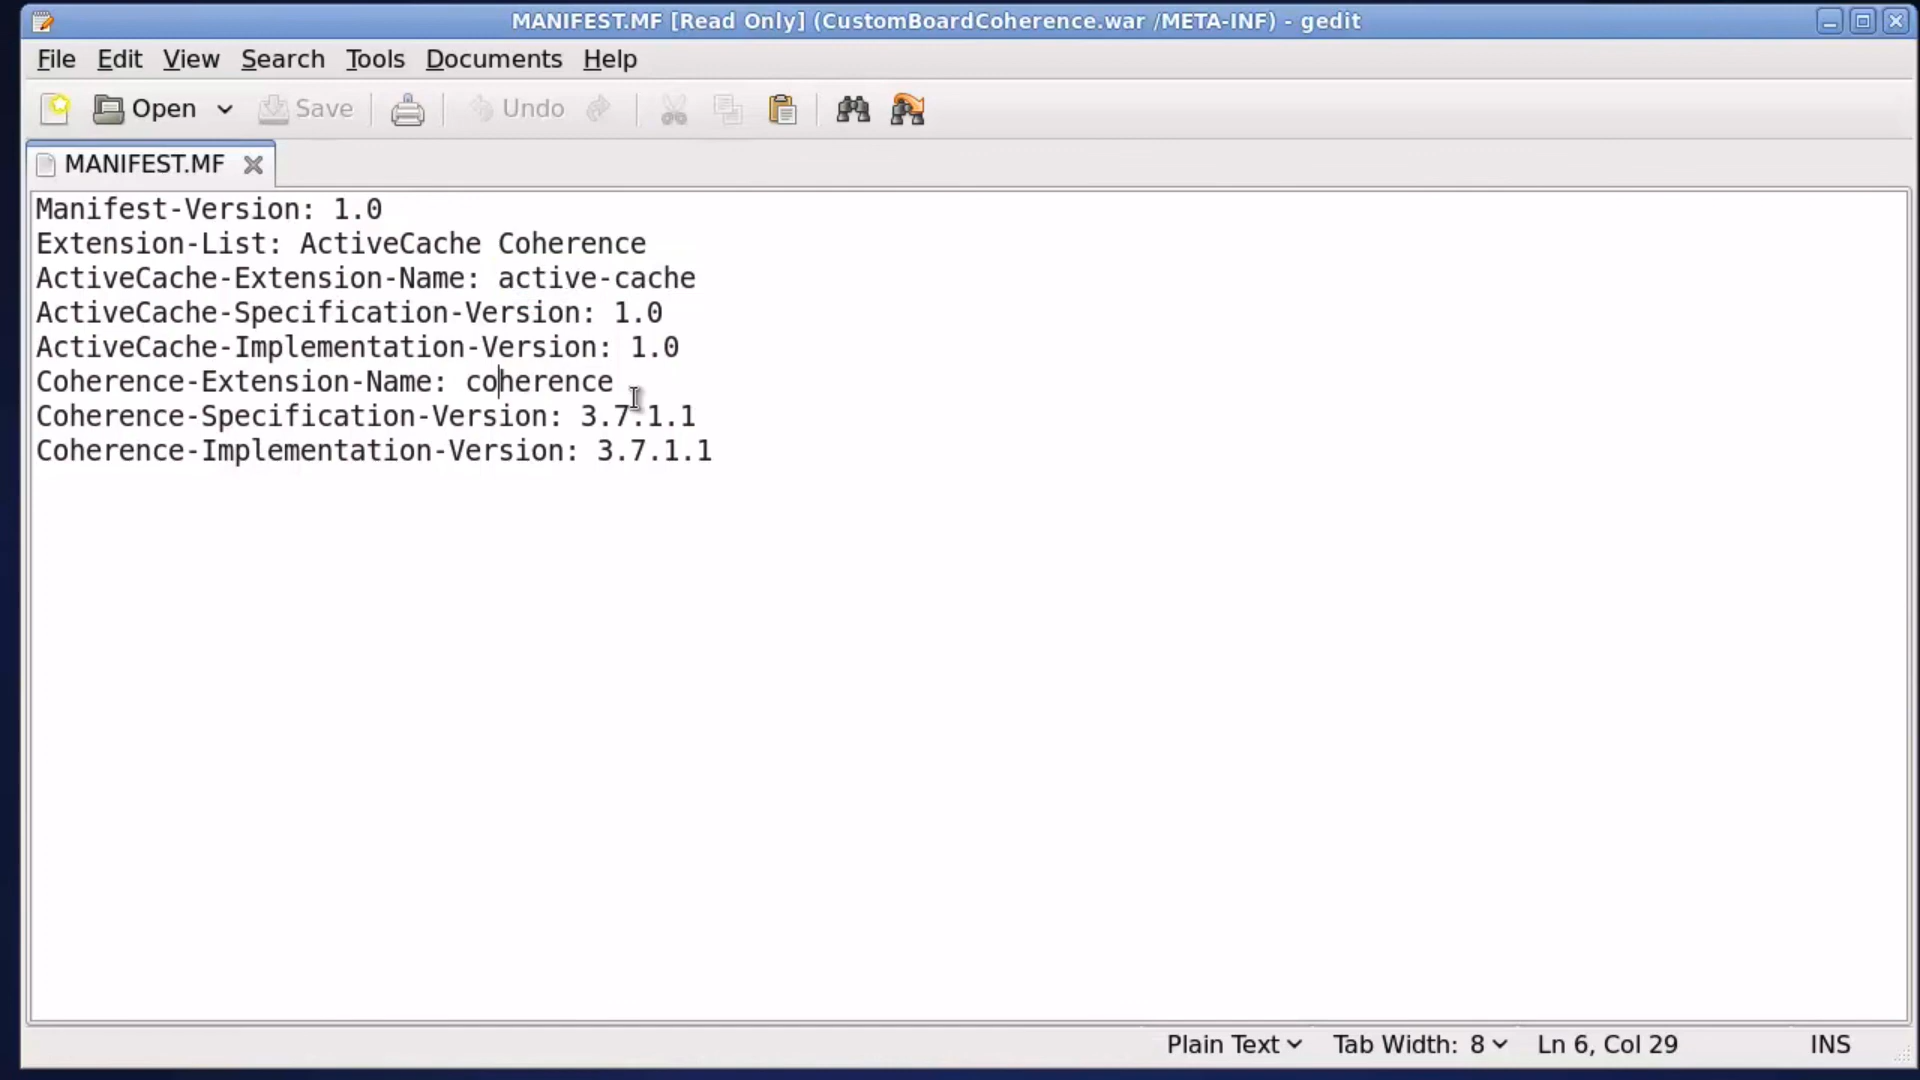 MANIFEST.MF [Read Only] (CustomBoardCoherence.war /META-INF) - gedit
File Edit View Search Tools Documents Help
Open Save Undo
MANIFEST.MF
Manifest-Version: 1.0
Extension-List: ActiveCache Coherence
ActiveCache-Extension-Name: active-cache
ActiveCache-Specification-Version: 1.0
ActiveCache-Implementation-Version: 1.0
Coherence-Extension-Name: coherence
Coherence-Specification-Version: 3.7.1.1
Coherence-Implementation-Version: 3.7.1.1
Plain Text Tab Width: 8 Ln 6, Col 29 INS